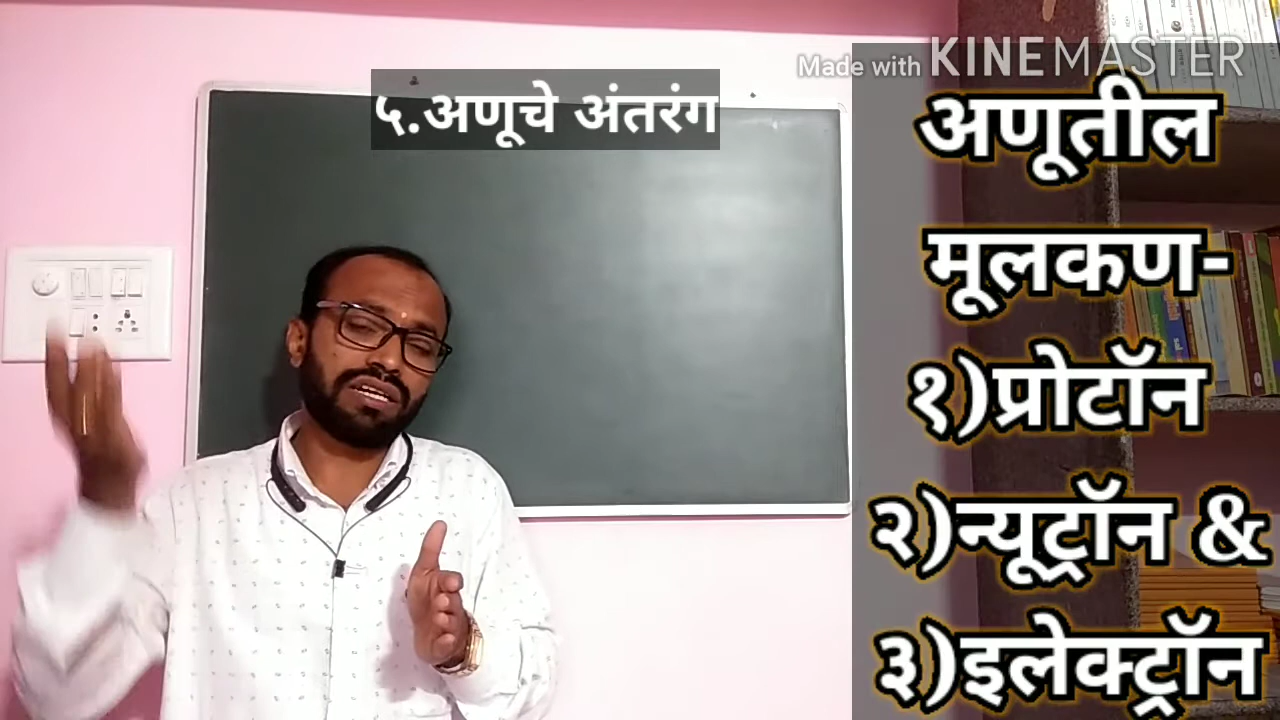 Made with KINEMASTER
५.अणूचे अंतरंग
अणूतील
मूलकण-
१)प्रोटॉन
२)न्यूट्रॉन &
३)इलेक्ट्रॉन